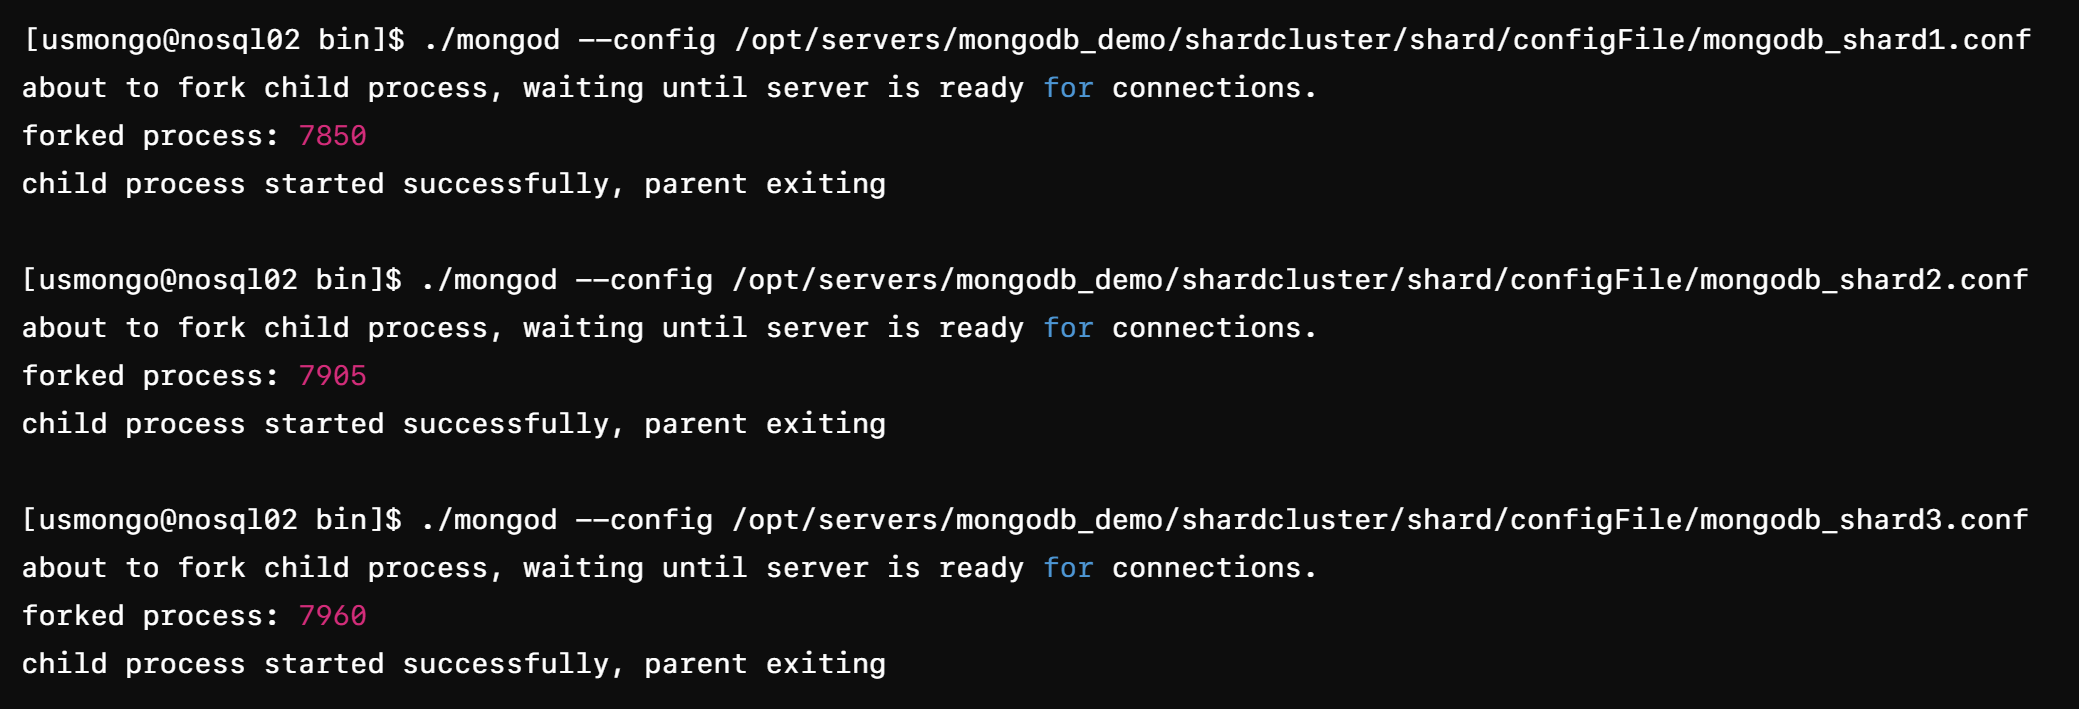 [usmongo@nosql02 bin]$ ./mongod --config /opt/servers/mongodb_demo/shardcluster/shard/configFile/mongodb_shard1.conf
about to fork child process, waiting until server is ready for connections.
forked process: 7850
child process started successfully, parent exiting
[usmongo@nosql02 bin]$ ./mongod --config /opt/servers/mongodb_demo/shardcluster/shard/configFile/mongodb_shard2.conf
about to fork child process, waiting until server is ready for connections.
forked process: 7905
child process started successfully, parent exiting
[usmongo@nosql02 bin]$ ./mongod --config /opt/servers/mongodb_demo/shardcluster/shard/configFile/mongodb_shard3.conf
about to fork child process, waiting until server is ready for connections.
forked process: 7960
child process started successfully, parent exiting